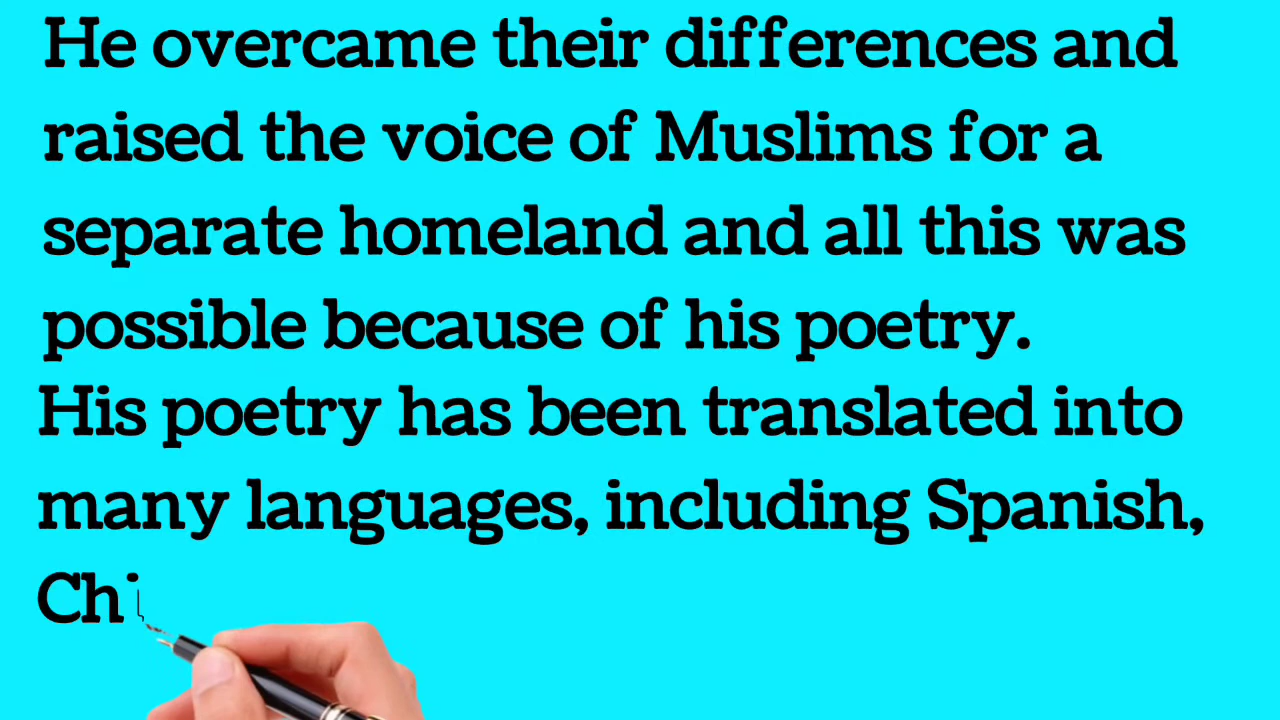 He overcame their differences and
raised the voice of Muslims for a
separate homeland and all this was
possible because of his poetry.
His poetry has been translated into
many languages, including Spanish,
Chi